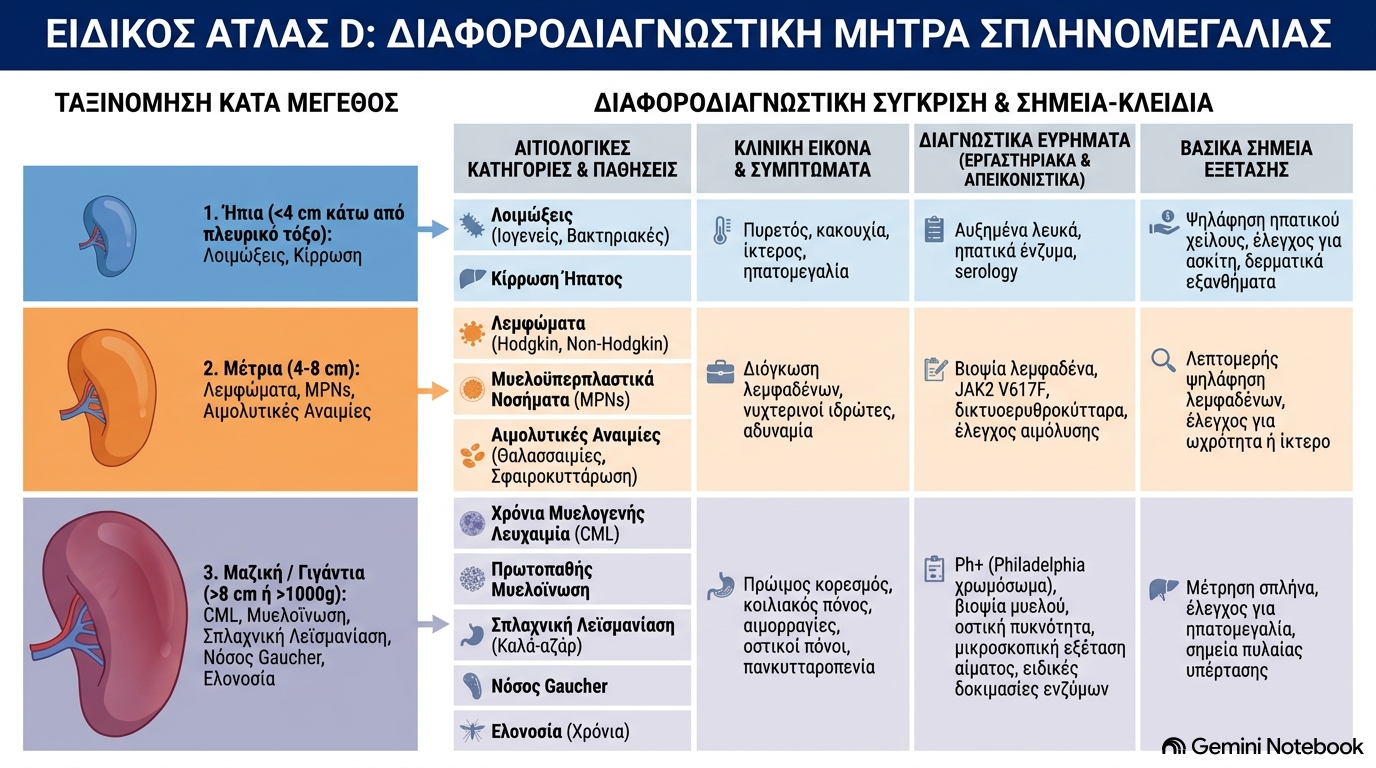 ΕΙΔΙΚΟΣ ΑΤΛΑΣ D: ΔΙΑΦΟΡΟΔΙΑΓΝΩΣΤΙΚΗ ΜΗΤΡΑ ΣΠΛΗΝΟΜΕΓΑΛΙΑΣ
ΤΑΞΙΝΟΜΗΣΗ ΚΑΤΑ ΜΕΓΕΘΟΣ
ΔΙΑΦΟΡΟΔΙΑΓΝΩΣΤΙΚΗ ΣΥΓΚΡΙΣΗ & ΣΗΜΕΙΑ-ΚΛΕΙΔΙΑ
ΑΙΤΙΟΛΟΓΙΚΕΣ
ΚΑΤΗΓΟΡΙΕΣ & ΠΑΘΗΣΕΙΣ
ΚΛΙΝΙΚΗ ΕΙΚΟΝΑ
& ΣΥΜΠΤΩΜΑΤΑ
ΔΙΑΓΝΩΣΤΙΚΑ ΕΥΡΗΜΑΤΑ
(ΕΡΓΑΣΤΗΡΙΑΚΑ &
ΑΠΕΙΚΟΝΙΣΤΙΚΑ)
ΒΑΣΙΚΑ ΣΗΜΕΙΑ
ΕΞΕΤΑΣΗΣ
1. Ήπια (<4 cm κάτω από
πλευρικό τόξο):
Λοιμώξεις, Κίρρωση
Λοιμώξεις
(Ιογενείς, Βακτηριακές)
Κίρρωση Ήπατος
Πυρετός, κακουχία,
ίκτερος,
ηπατομεγαλία
Αυξημένα λευκά,
ηπατικά ένζυμα,
serology
Ψηλάφηση ηπατικού
χείλους, έλεγχος για
ασκίτη, δερματικά
εξανθήματα
2. Μέτρια (4-8 cm):
Λεμφώματα, MPNs,
Αιμολυτικές Αναιμίες
Λεμφώματα
(Hodgkin, Non-Hodgkin)
Μυελοϋπερπλαστικά
Νοσήματα (MPNs)
Αιμολυτικές Αναιμίες
(Θαλασσαιμίες,
Σφαιροκυττάρωση)
Διόγκωση
λεμφαδένων,
νυχτερινοί ιδρώτες,
αδυναμία
Βιοψία λεμφαδένα,
JAK2 V617F,
δικτυοερυθροκύτταρα,
έλεγχος αιμόλυσης
Λεπτομερής
ψηλάφηση
λεμφαδένων,
έλεγχος για
ωχρότητα ή ίκτερο
3. Μαζική / Γιγάντια
(>8 cm ή >1000g):
CML, Μυελοϊνωση,
Σπλαχνική Λεϊσμανίαση,
Νόσος Gaucher,
Ελονοσία
Χρόνια Μυελογενής
Λευχαιμία (CML)
Πρωτοπαθής
Μυελοϊνωση
Σπλαχνική Λεϊσμανίαση
(Καλά-αζάρ)
Νόσος Gaucher
Ελονοσία (Χρόνια)
Πρώιμος κορεσμός,
κοιλιακός πόνος,
αιμορραγίες,
οστικοί πόνοι,
πανκυτταροπενία
Ph+ (Philadelphia
χρωμόσωμα),
βιοψία μυελού,
οστική πυκνότητα,
μικροσκοπική εξέταση
αίματος, ειδικές
δοκιμασίες ενζύμων
Μέτρηση σπλήνα,
έλεγχος για
ηπατομεγαλία,
σημεία πυλαίας
υπέρτασης
Gemini Notebook